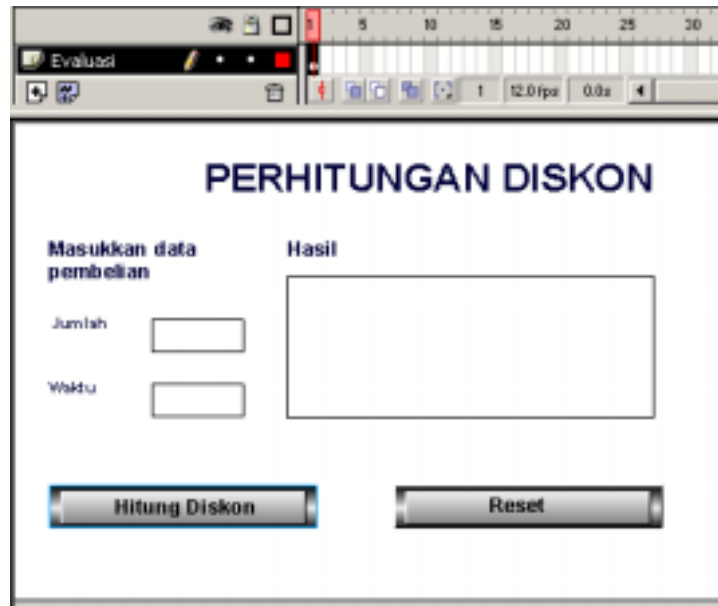 1 5 10 15 20 25 30
Evaluasi
1 12.0 fps 0.0s
PERHITUNGAN DISKON
Masukkan data
pembelian
Hasil
Jumlah
Waktu
Hitung Diskon
Reset